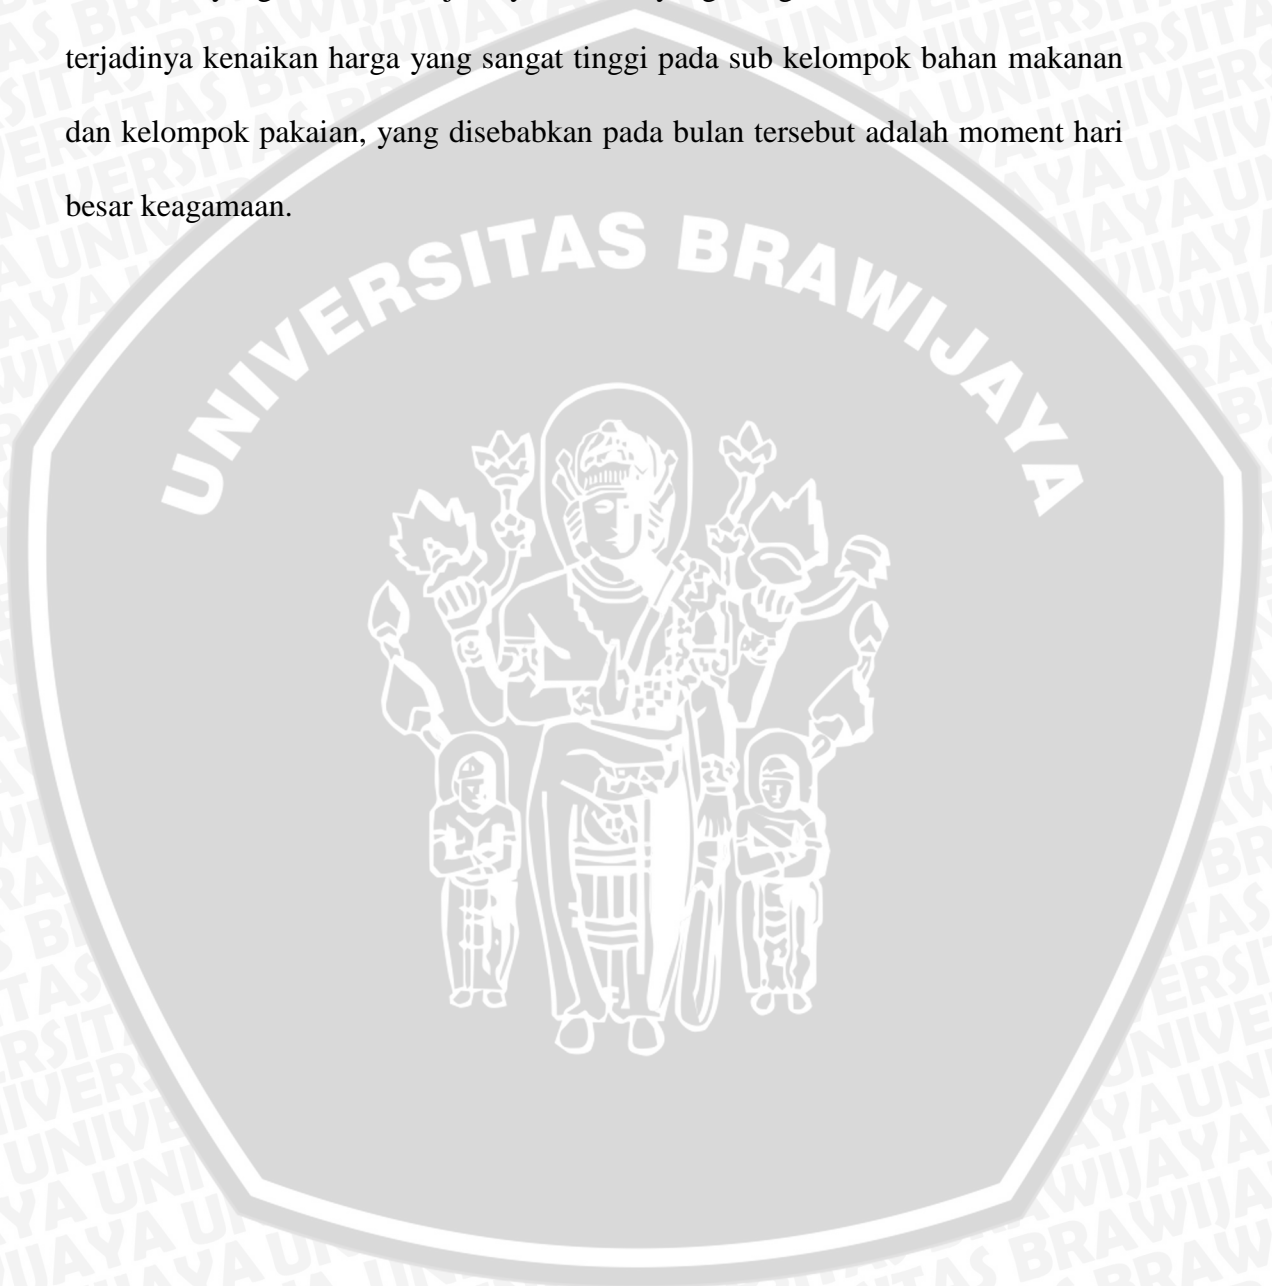 terjadinya kenaikan harga yang sangat tinggi pada sub kelompok bahan makanan
dan kelompok pakaian, yang disebabkan pada bulan tersebut adalah moment hari
besar keagamaan.
UNIVERSITAS BRAWIJAYA